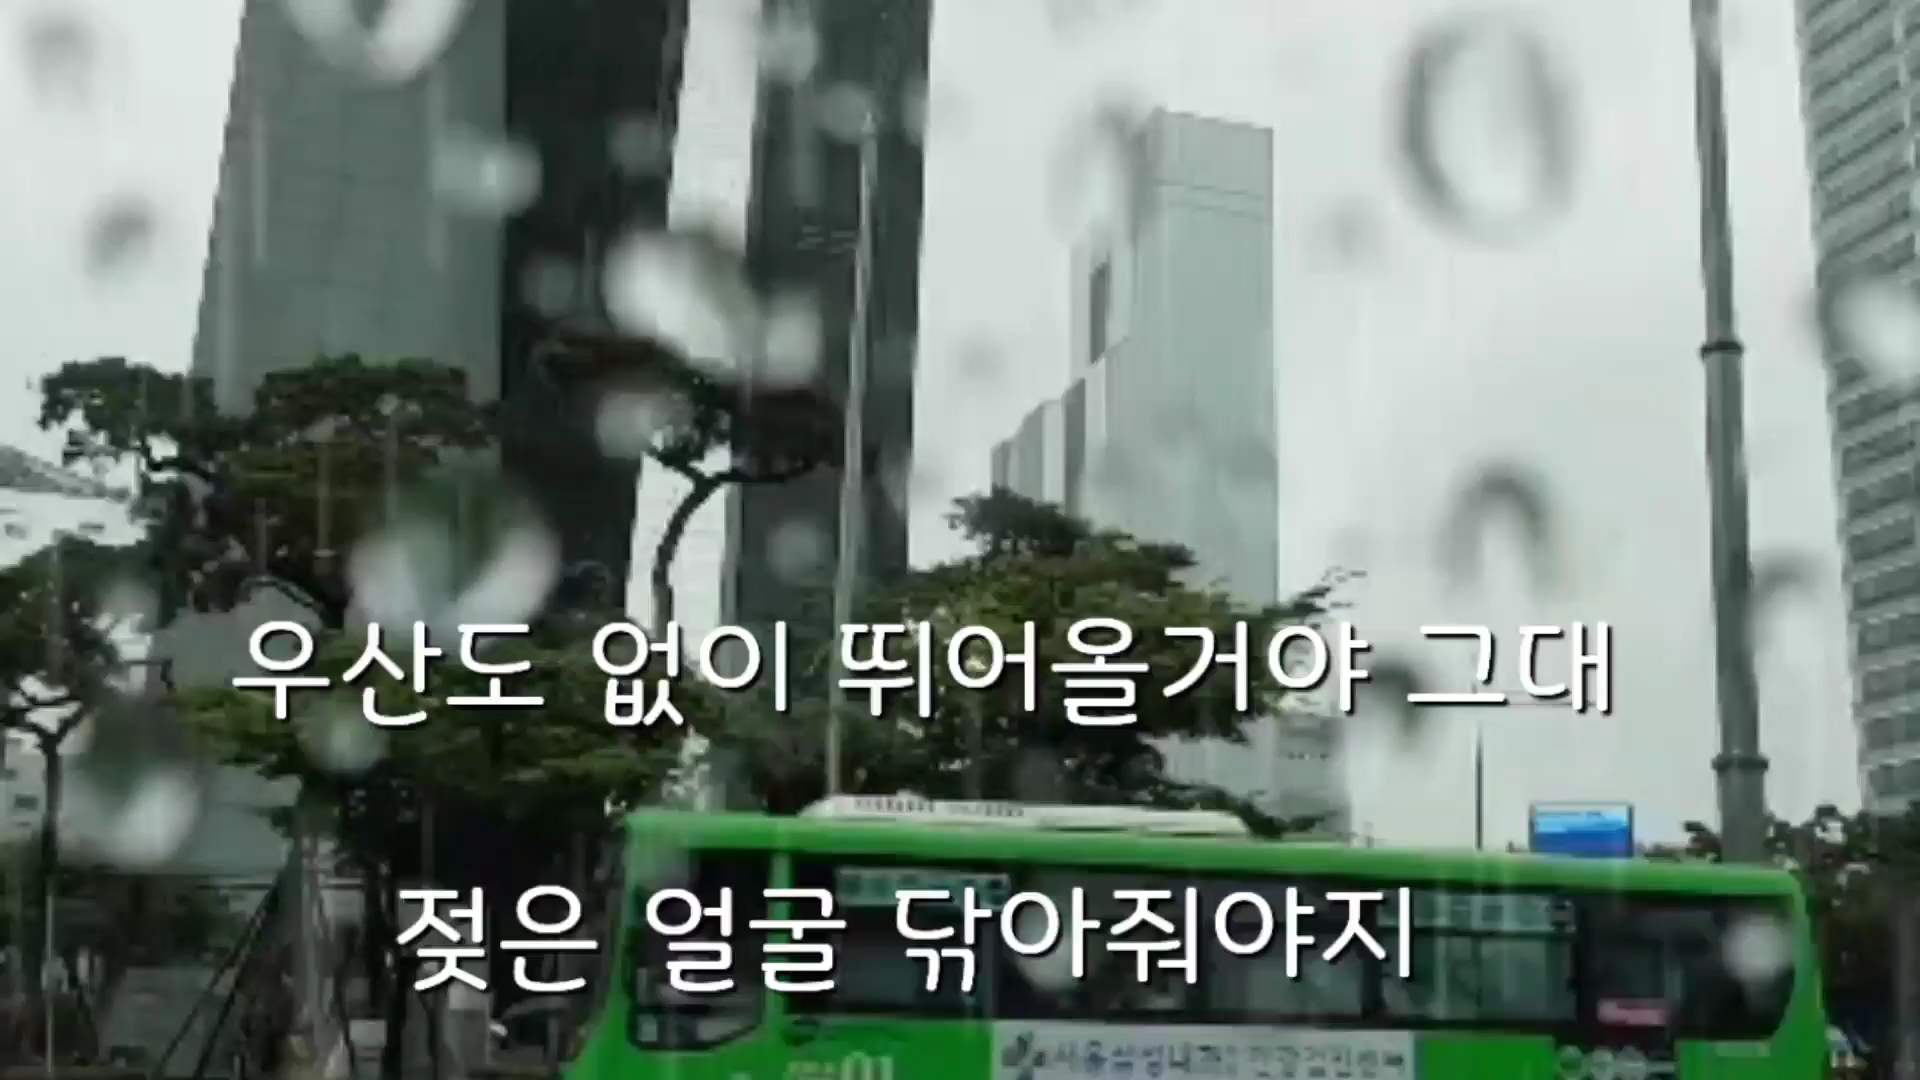 우산도 없이 뛰어올거야 그대
젖은 얼굴 닦아줘야지
01